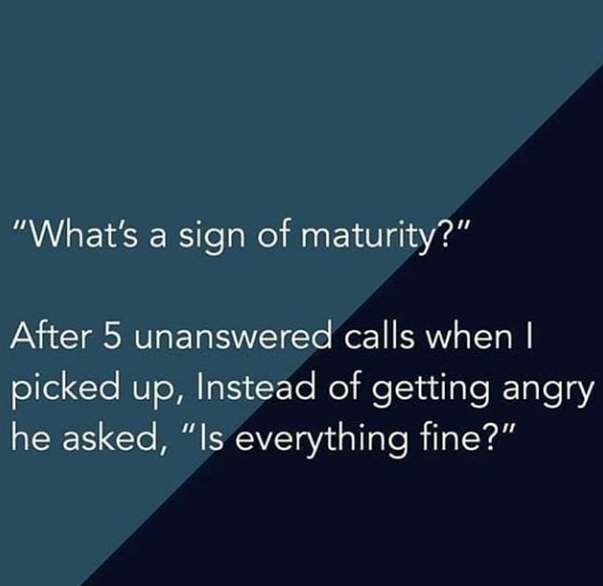 “What’s a sign of maturity?”
After 5 unanswered calls when I
picked up, Instead of getting angry
he asked, “Is everything fine?”